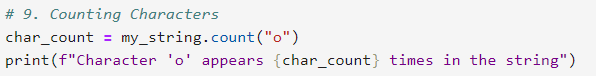 # 9. Counting Characters
char_count = my_string.count("o")
print(f"Character 'o' appears {char_count} times in the string")